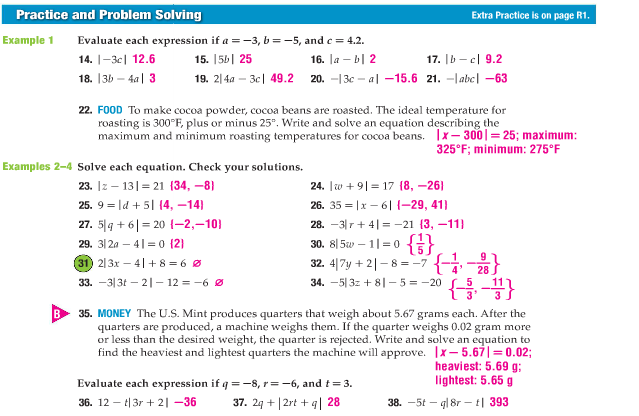 Practice and Problem Solving Extra Practice is on page R1.
Example 1 Evaluate each expression if a = −3, b = −5, and c = 4.2.
14. |−3c| 12.6 15. |5b| 25 16. |a − b| 2 17. |b − c| 9.2
18. |3b − 4a| 3 19. 2|4a − 3c| 49.2 20. −|3c − a| −15.6 21. −|abc| −63
22. FOOD To make cocoa powder, cocoa beans are roasted. The ideal temperature for
roasting is 300°F, plus or minus 25°. Write and solve an equation describing the
maximum and minimum roasting temperatures for cocoa beans. |x − 300| = 25; maximum:
325°F; minimum: 275°F
Examples 2–4 Solve each equation. Check your solutions.
23. |z − 13| = 21 {34, −8} 24. |w + 9| = 17 {8, −26}
25. 9 = |d + 5| {4, −14} 26. 35 = |x − 6| {−29, 41}
27. 5|q + 6| = 20 {−2,−10} 28. −3|r + 4| = −21 {3, −11}
29. 3|2a − 4| = 0 {2} 30. 8|5w − 1| = 0 {1/5}
31 2|3x − 4| + 8 = 6 ∅ 32. 4|7y + 2| − 8 = −7 {−1/4, −9/28}
33. −3|3t − 2| − 12 = −6 ∅ 34. −5|3z + 8| − 5 = −20 {−5/3, −11/3}
B 35. MONEY The U.S. Mint produces quarters that weigh about 5.67 grams each. After the
quarters are produced, a machine weighs them. If the quarter weighs 0.02 gram more
or less than the desired weight, the quarter is rejected. Write and solve an equation to
find the heaviest and lightest quarters the machine will approve. |x − 5.67| = 0.02;
heaviest: 5.69 g;
lightest: 5.65 g
Evaluate each expression if q = −8, r = −6, and t = 3.
36. 12 − t|3r + 2| −36 37. 2q + |2rt + q| 28 38. −5t − q|8r − t| 393